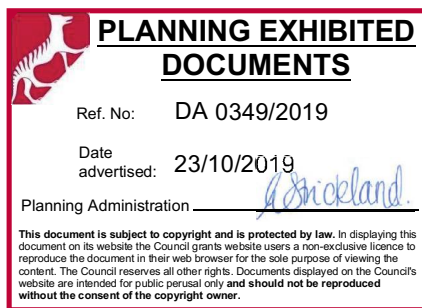 PLANNING EXHIBITED
DOCUMENTS
Ref. No: DA 0349/2019
Date
advertised: 23/10/2019
Planning Administration A Strickland.
This document is subject to copyright and is protected by law. In displaying this
document on its website the Council grants website users a non-exclusive licence to
reproduce the document in their web browser for the sole purpose of viewing the
content. The Council reserves all other rights. Documents displayed on the Council's
website are intended for public perusal only and should not be reproduced
without the consent of the copyright owner.